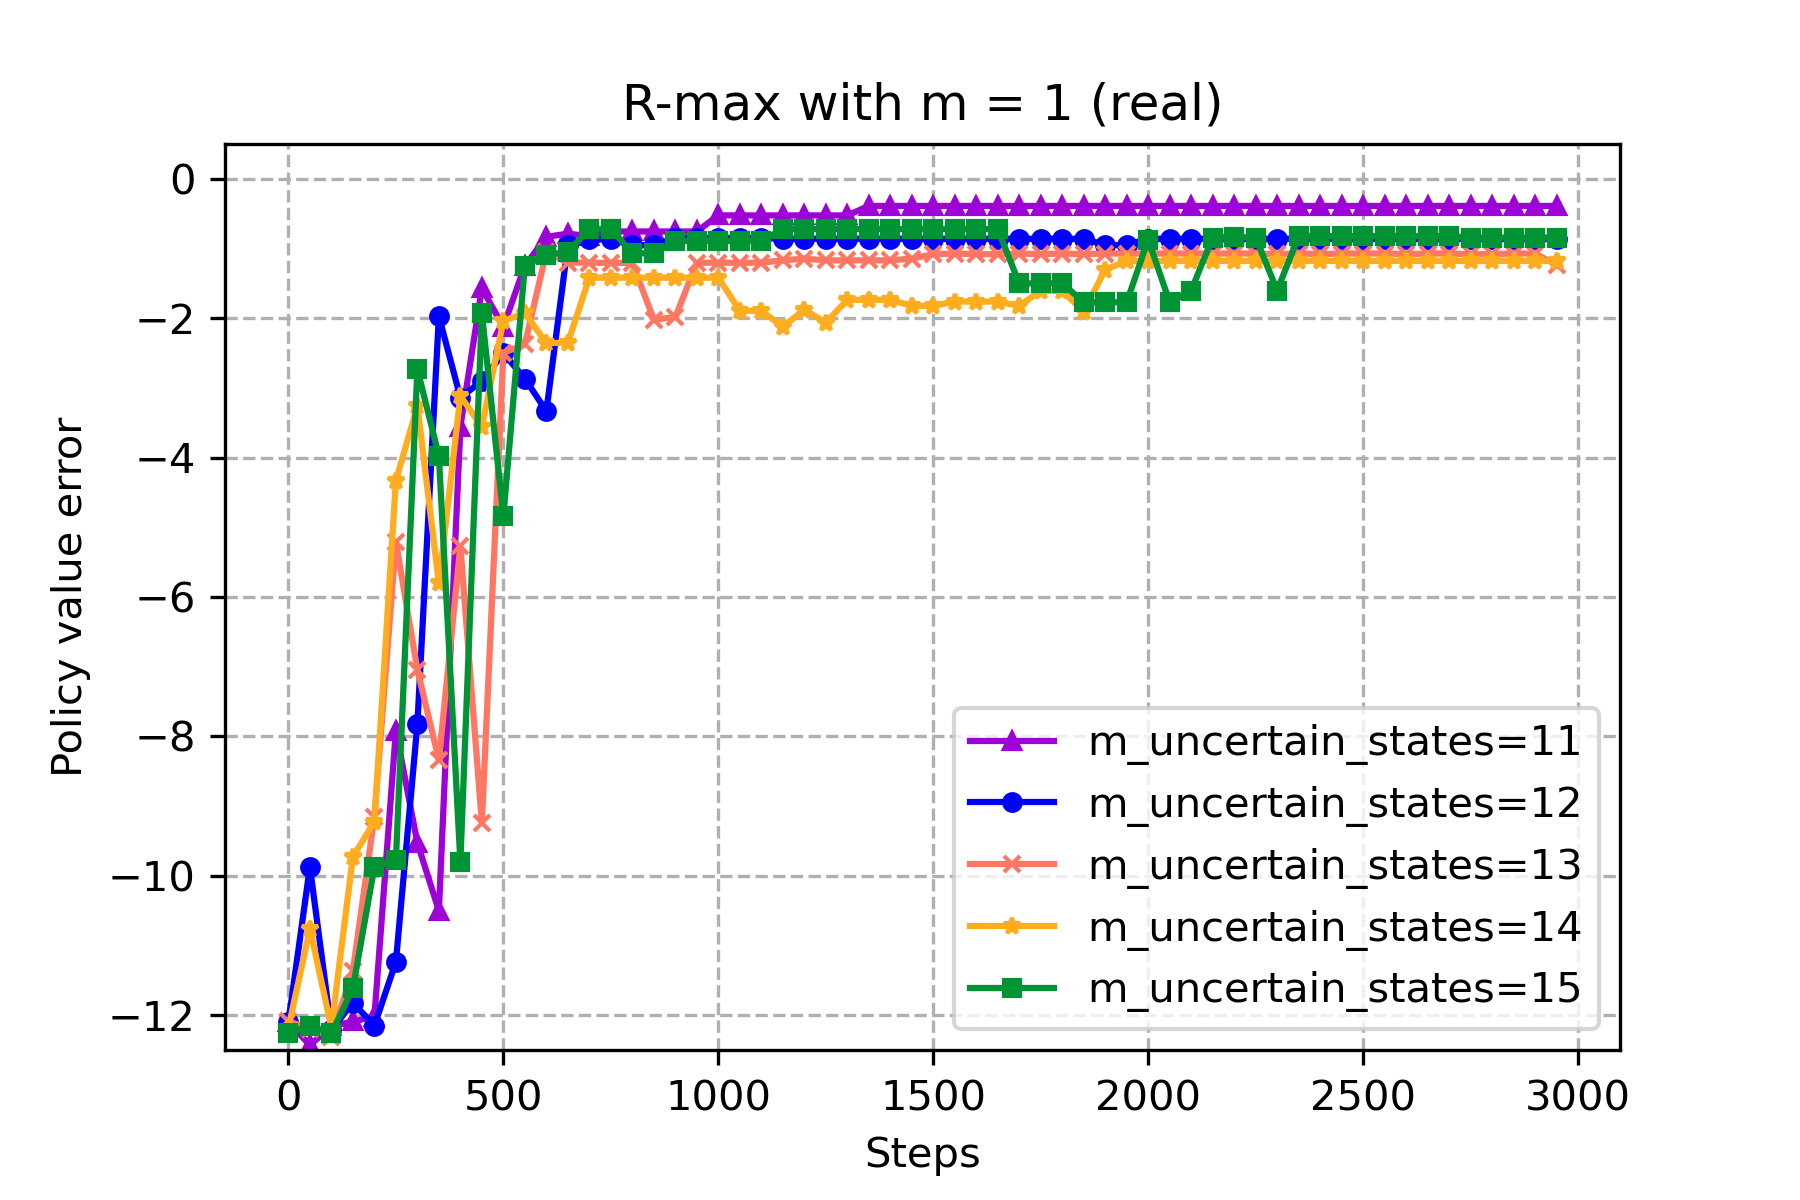 R-max with m = 1 (real)
Policy value error
0
−2
−4
−6
−8
−10
−12
m_uncertain_states=11
m_uncertain_states=12
m_uncertain_states=13
m_uncertain_states=14
m_uncertain_states=15
0 500 1000 1500 2000 2500 3000
Steps